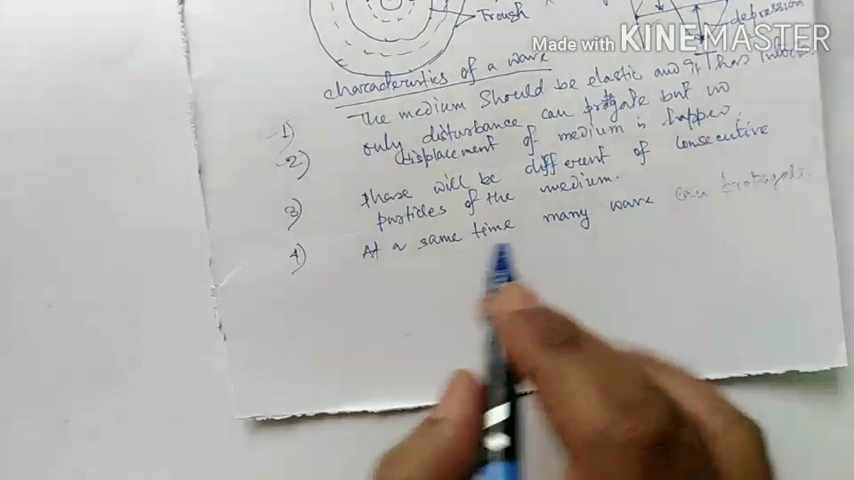 Trough
depression
Made with KINEMASTER
characteristics of a wave
1) The medium should be elastic and it has
2) only disturbance can propagate but no
displacement of medium is happen.
3) Phase will be different of consecutive
particles of the medium.
4) At a same time many wave can propagate.